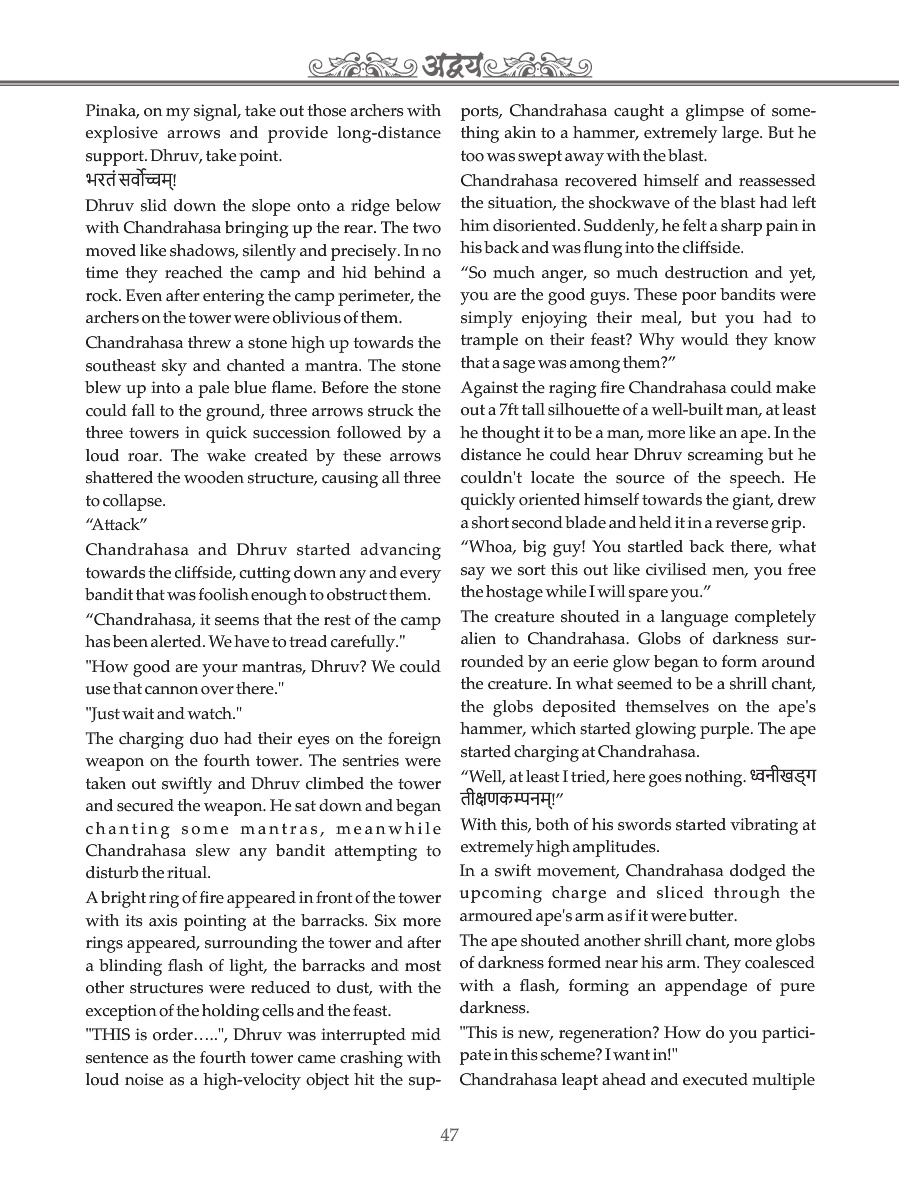 अद्वय
Pinaka, on my signal, take out those archers with
explosive arrows and provide long-distance
support. Dhruv, take point.
भरतं सर्वोच्चम्!
Dhruv slid down the slope onto a ridge below
with Chandrahasa bringing up the rear. The two
moved like shadows, silently and precisely. In no
time they reached the camp and hid behind a
rock. Even after entering the camp perimeter, the
archers on the tower were oblivious of them.
Chandrahasa threw a stone high up towards the
southeast sky and chanted a mantra. The stone
blew up into a pale blue flame. Before the stone
could fall to the ground, three arrows struck the
three towers in quick succession followed by a
loud roar. The wake created by these arrows
shattered the wooden structure, causing all three
to collapse.
“Attack”
Chandrahasa and Dhruv started advancing
towards the cliffside, cutting down any and every
bandit that was foolish enough to obstruct them.
“Chandrahasa, it seems that the rest of the camp
has been alerted. We have to tread carefully."
"How good are your mantras, Dhruv? We could
use that cannon over there."
"Just wait and watch."
The charging duo had their eyes on the foreign
weapon on the fourth tower. The sentries were
taken out swiftly and Dhruv climbed the tower
and secured the weapon. He sat down and began
chanting some mantras, meanwhile
Chandrahasa slew any bandit attempting to
disturb the ritual.
A bright ring of fire appeared in front of the tower
with its axis pointing at the barracks. Six more
rings appeared, surrounding the tower and after
a blinding flash of light, the barracks and most
other structures were reduced to dust, with the
exception of the holding cells and the feast.
"THIS is order…..", Dhruv was interrupted mid
sentence as the fourth tower came crashing with
loud noise as a high-velocity object hit the sup-
ports, Chandrahasa caught a glimpse of some-
thing akin to a hammer, extremely large. But he
too was swept away with the blast.
Chandrahasa recovered himself and reassessed
the situation, the shockwave of the blast had left
him disoriented. Suddenly, he felt a sharp pain in
his back and was flung into the cliffside.
“So much anger, so much destruction and yet,
you are the good guys. These poor bandits were
simply enjoying their meal, but you had to
trample on their feast? Why would they know
that a sage was among them?”
Against the raging fire Chandrahasa could make
out a 7ft tall silhouette of a well-built man, at least
he thought it to be a man, more like an ape. In the
distance he could hear Dhruv screaming but he
couldn't locate the source of the speech. He
quickly oriented himself towards the giant, drew
a short second blade and held it in a reverse grip.
“Whoa, big guy! You startled back there, what
say we sort this out like civilised men, you free
the hostage while I will spare you.”
The creature shouted in a language completely
alien to Chandrahasa. Globs of darkness sur-
rounded by an eerie glow began to form around
the creature. In what seemed to be a shrill chant,
the globs deposited themselves on the ape's
hammer, which started glowing purple. The ape
started charging at Chandrahasa.
“Well, at least I tried, here goes nothing. ध्वनीखड्ग
तीक्षणकम्पनम्!”
With this, both of his swords started vibrating at
extremely high amplitudes.
In a swift movement, Chandrahasa dodged the
upcoming charge and sliced through the
armoured ape's arm as if it were butter.
The ape shouted another shrill chant, more globs
of darkness formed near his arm. They coalesced
with a flash, forming an appendage of pure
darkness.
"This is new, regeneration? How do you partici-
pate in this scheme? I want in!"
Chandrahasa leapt ahead and executed multiple
47